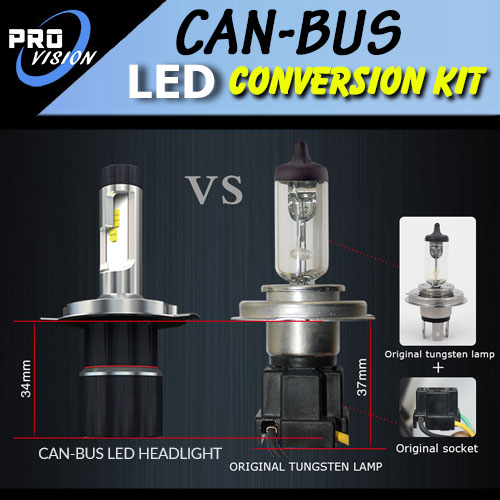 PRO
VISION
CAN-BUS
LED CONVERSION KIT
VS
34mm
37mm
Original tungsten lamp
+
Original socket
CAN-BUS LED HEADLIGHT
ORIGINAL TUNGSTEN LAMP